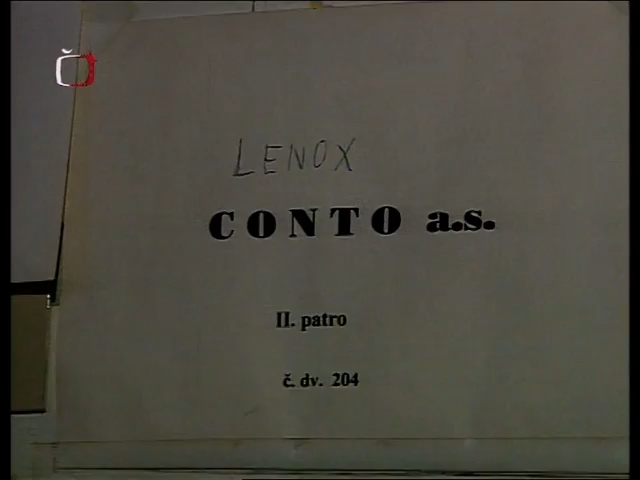 LENOX
CONTO a.s.
II. patro
č. dv. 204